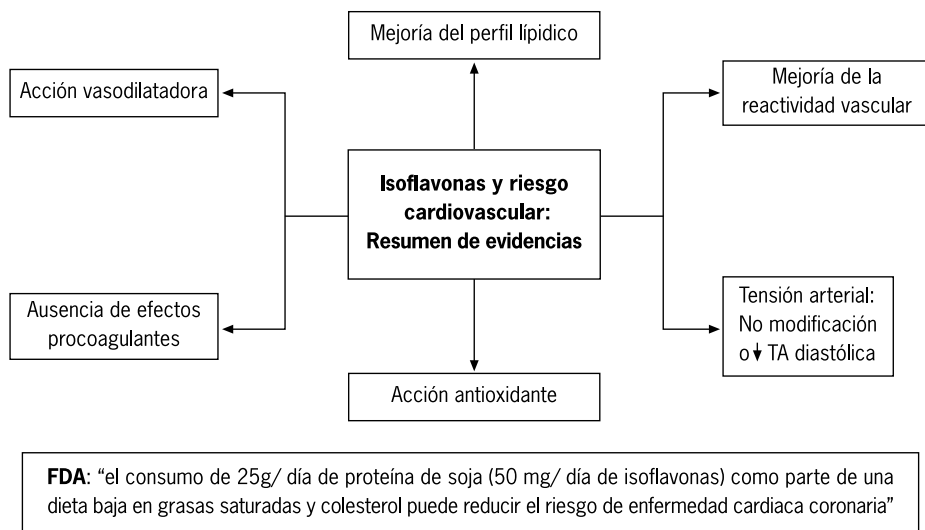 Mejoría del perfil lípidico
Acción vasodilatadora
Mejoría de la
reactividad vascular
Isoflavonas y riesgo
cardiovascular:
Resumen de evidencias
Ausencia de efectos
procoagulantes
Tensión arterial:
No modificación
o ↓ TA diastólica
Acción antioxidante
FDA: “el consumo de 25g/ día de proteína de soja (50 mg/ día de isoflavonas) como parte de una
dieta baja en grasas saturadas y colesterol puede reducir el riesgo de enfermedad cardiaca coronaria”